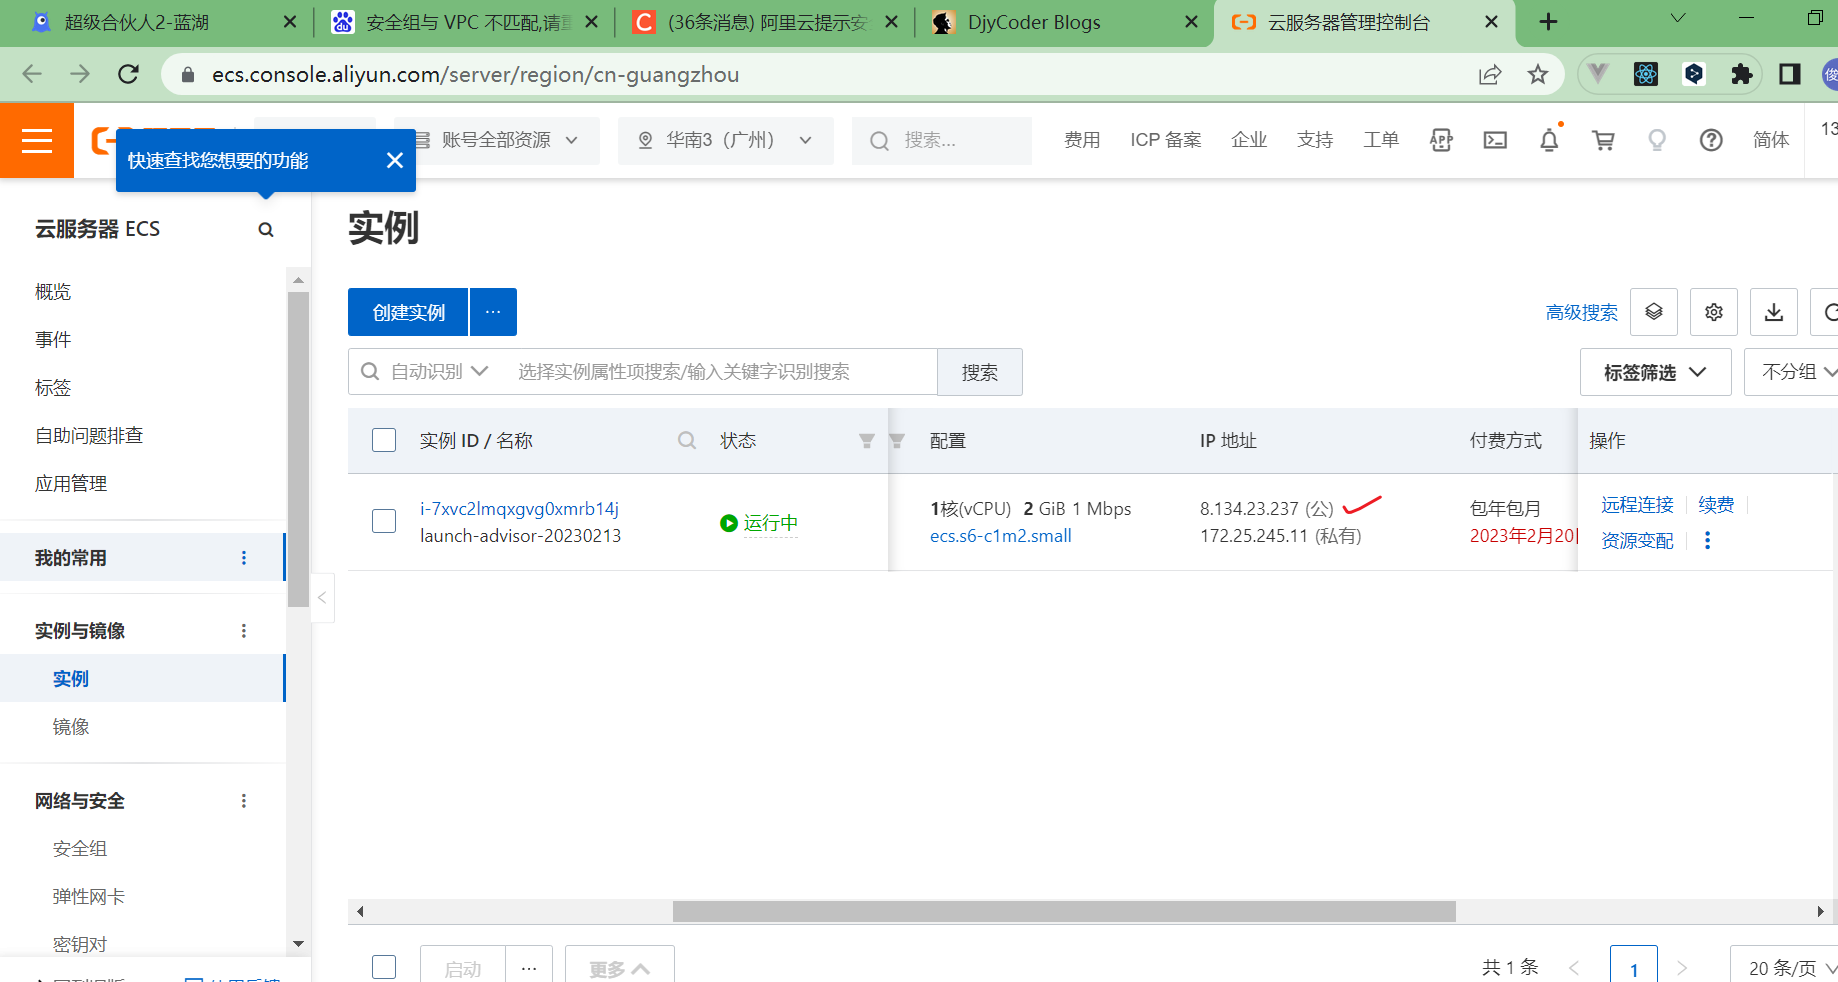 超级合伙人2-蓝湖
安全组与 VPC 不匹配,请重
(36条消息) 阿里云提示安全
DjyCoder Blogs
云服务器管理控制台
ecs.console.aliyun.com/server/region/cn-guangzhou
俊
快速查找您想要的功能
账号全部资源
华南3（广州）
搜索...
费用
ICP 备案
企业
支持
工单
简体
13
云服务器 ECS
概览
事件
标签
自助问题排查
应用管理
我的常用
实例与镜像
实例
镜像
网络与安全
安全组
弹性网卡
密钥对
实例
创建实例
...
高级搜索
自动识别
选择实例属性项搜索/输入关键字识别搜索
搜索
标签筛选
不分组
实例 ID / 名称
状态
配置
IP 地址
付费方式
操作
i-7xvc2lmqxgvg0xmrb14j
launch-advisor-20230213
运行中
1核(vCPU) 2 GiB 1 Mbps
ecs.s6-c1m2.small
8.134.23.237 (公)
172.25.245.11 (私有)
包年包月
2023年2月20日
远程连接
续费
资源变配
启动
...
更多
共 1 条
1
20 条/页